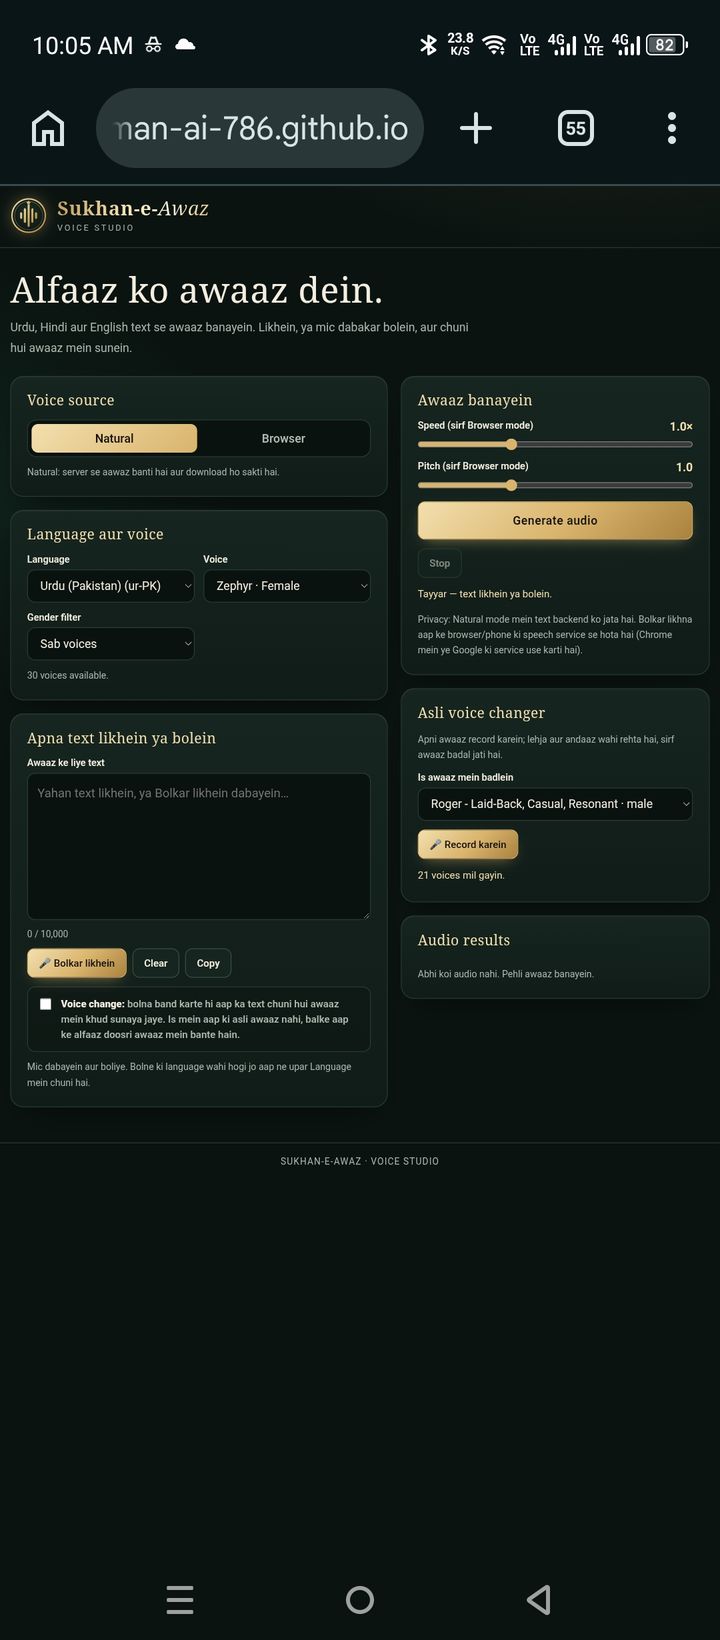 10:05 AM
23.8 K/S
Vo LTE 4G Vo LTE 4G 82
man-ai-786.github.io
55
Sukhan-e-Awaz
VOICE STUDIO
Alfaaz ko awaaz dein.
Urdu, Hindi aur English text se awaaz banayein. Likhein, ya mic dabakar bolein, aur chuni
hui awaaz mein sunein.
Voice source
Natural
Browser
Natural: server se aawaz banti hai aur download ho sakti hai.
Language aur voice
Language
Voice
Urdu (Pakistan) (ur-PK)
Zephyr · Female
Gender filter
Sab voices
30 voices available.
Apna text likhein ya bolein
Awaaz ke liye text
Yahan text likhein, ya Bolkar likhein dabayein…
0 / 10,000
Bolkar likhein
Clear
Copy
Voice change: bolna band karte hi aap ka text chuni hui awaaz
mein khud sunaya jaye. Is mein aap ki asli awaaz nahi, balke aap
ke alfaaz doosri awaaz mein bante hain.
Mic dabayein aur boliye. Bolne ki language wahi hogi jo aap ne upar Language
mein chuni hai.
Awaaz banayein
Speed (sirf Browser mode)
1.0×
Pitch (sirf Browser mode)
1.0
Generate audio
Stop
Tayyar — text likhein ya bolein.
Privacy: Natural mode mein text backend ko jata hai. Bolkar likhna
aap ke browser/phone ki speech service se hota hai (Chrome
mein ye Google ki service use karti hai).
Asli voice changer
Apni awaaz record karein; lehja aur andaaz wahi rehta hai, sirf
awaaz badal jati hai.
Is awaaz mein badlein
Roger - Laid-Back, Casual, Resonant · male
Record karein
21 voices mil gayin.
Audio results
Abhi koi audio nahi. Pehli awaaz banayein.
SUKHAN-E-AWAZ · VOICE STUDIO